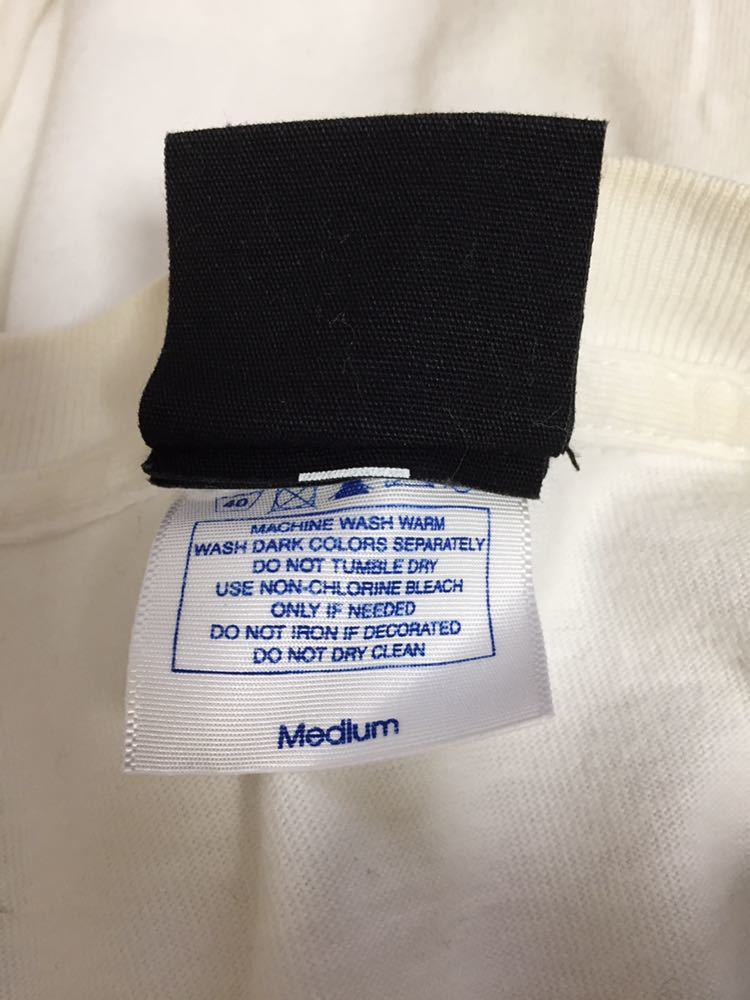 40
MACHINE WASH WARM
WASH DARK COLORS SEPARATELY
DO NOT TUMBLE DRY
USE NON-CHLORINE BLEACH
ONLY IF NEEDED
DO NOT IRON IF DECORATED
DO NOT DRY CLEAN
Medium